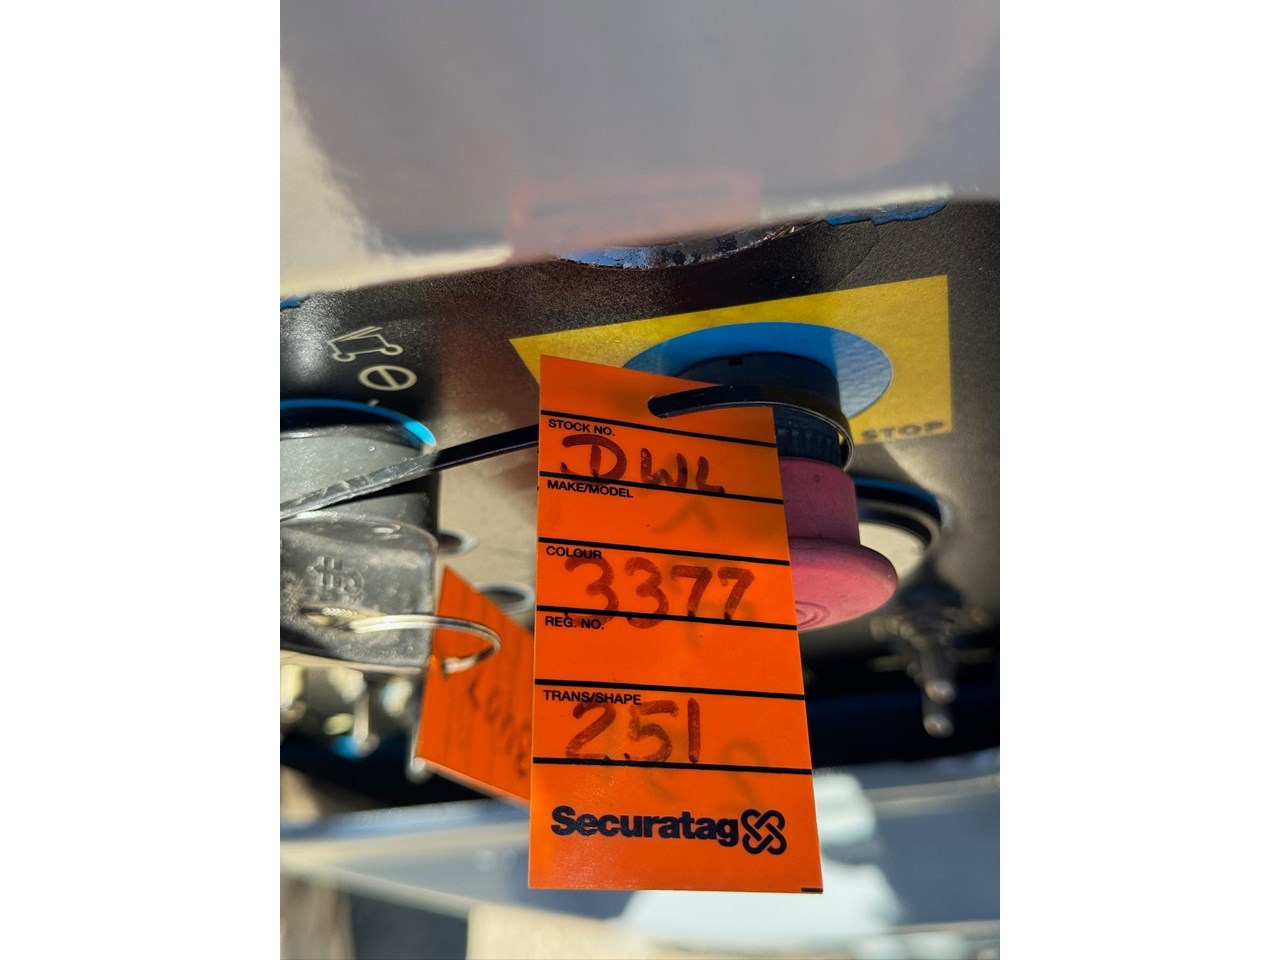 STOP
STOCK NO.
DWL
MAKE/MODEL
COLOUR
3377
REG. NO.
TRANS/SHAPE
251
Securatag